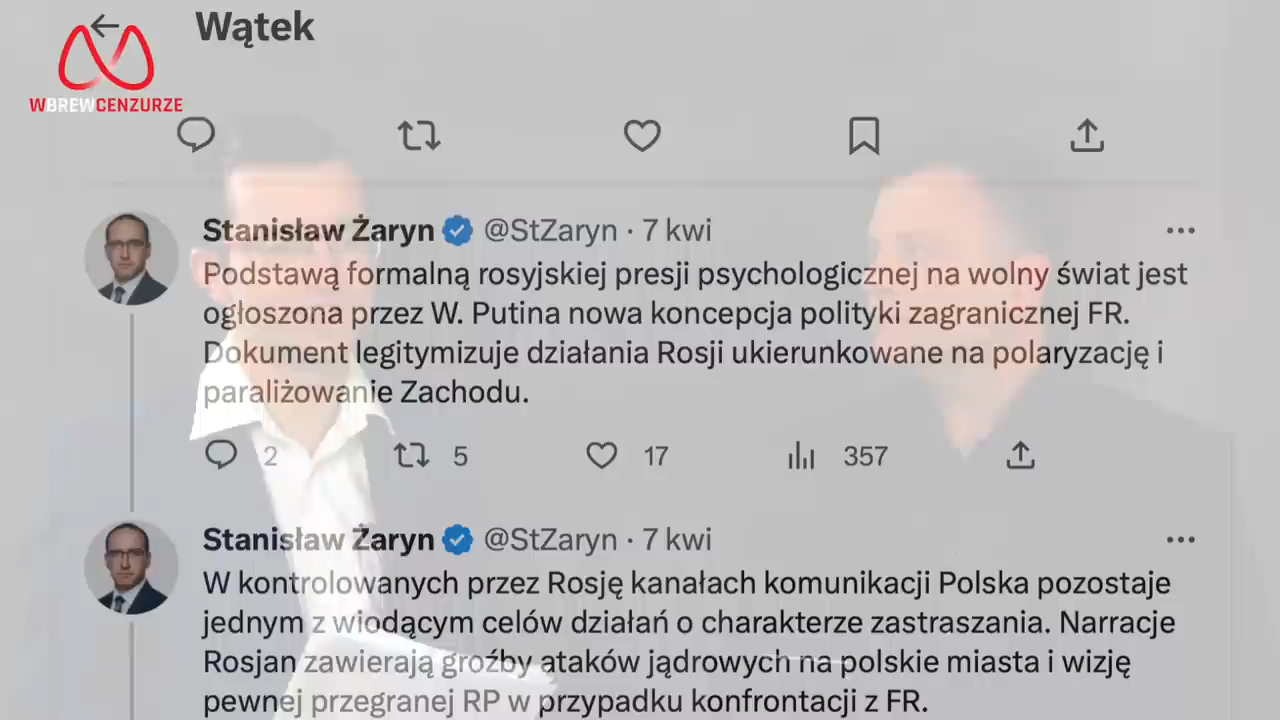 Wątek
WBREWCENZURZE
Stanisław Żaryn @StZaryn · 7 kwi
Podstawą formalną rosyjskiej presji psychologicznej na wolny świat jest
ogłoszona przez W. Putina nowa koncepcja polityki zagranicznej FR.
Dokument legitymizuje działania Rosji ukierunkowane na polaryzację i
paraliżowanie Zachodu.
2 5 17 357
Stanisław Żaryn @StZaryn · 7 kwi
W kontrolowanych przez Rosję kanałach komunikacji Polska pozostaje
jednym z wiodącym celów działań o charakterze zastraszania. Narracje
Rosjan zawierają groźby ataków jądrowych na polskie miasta i wizję
pewnej przegranej RP w przypadku konfrontacji z FR.